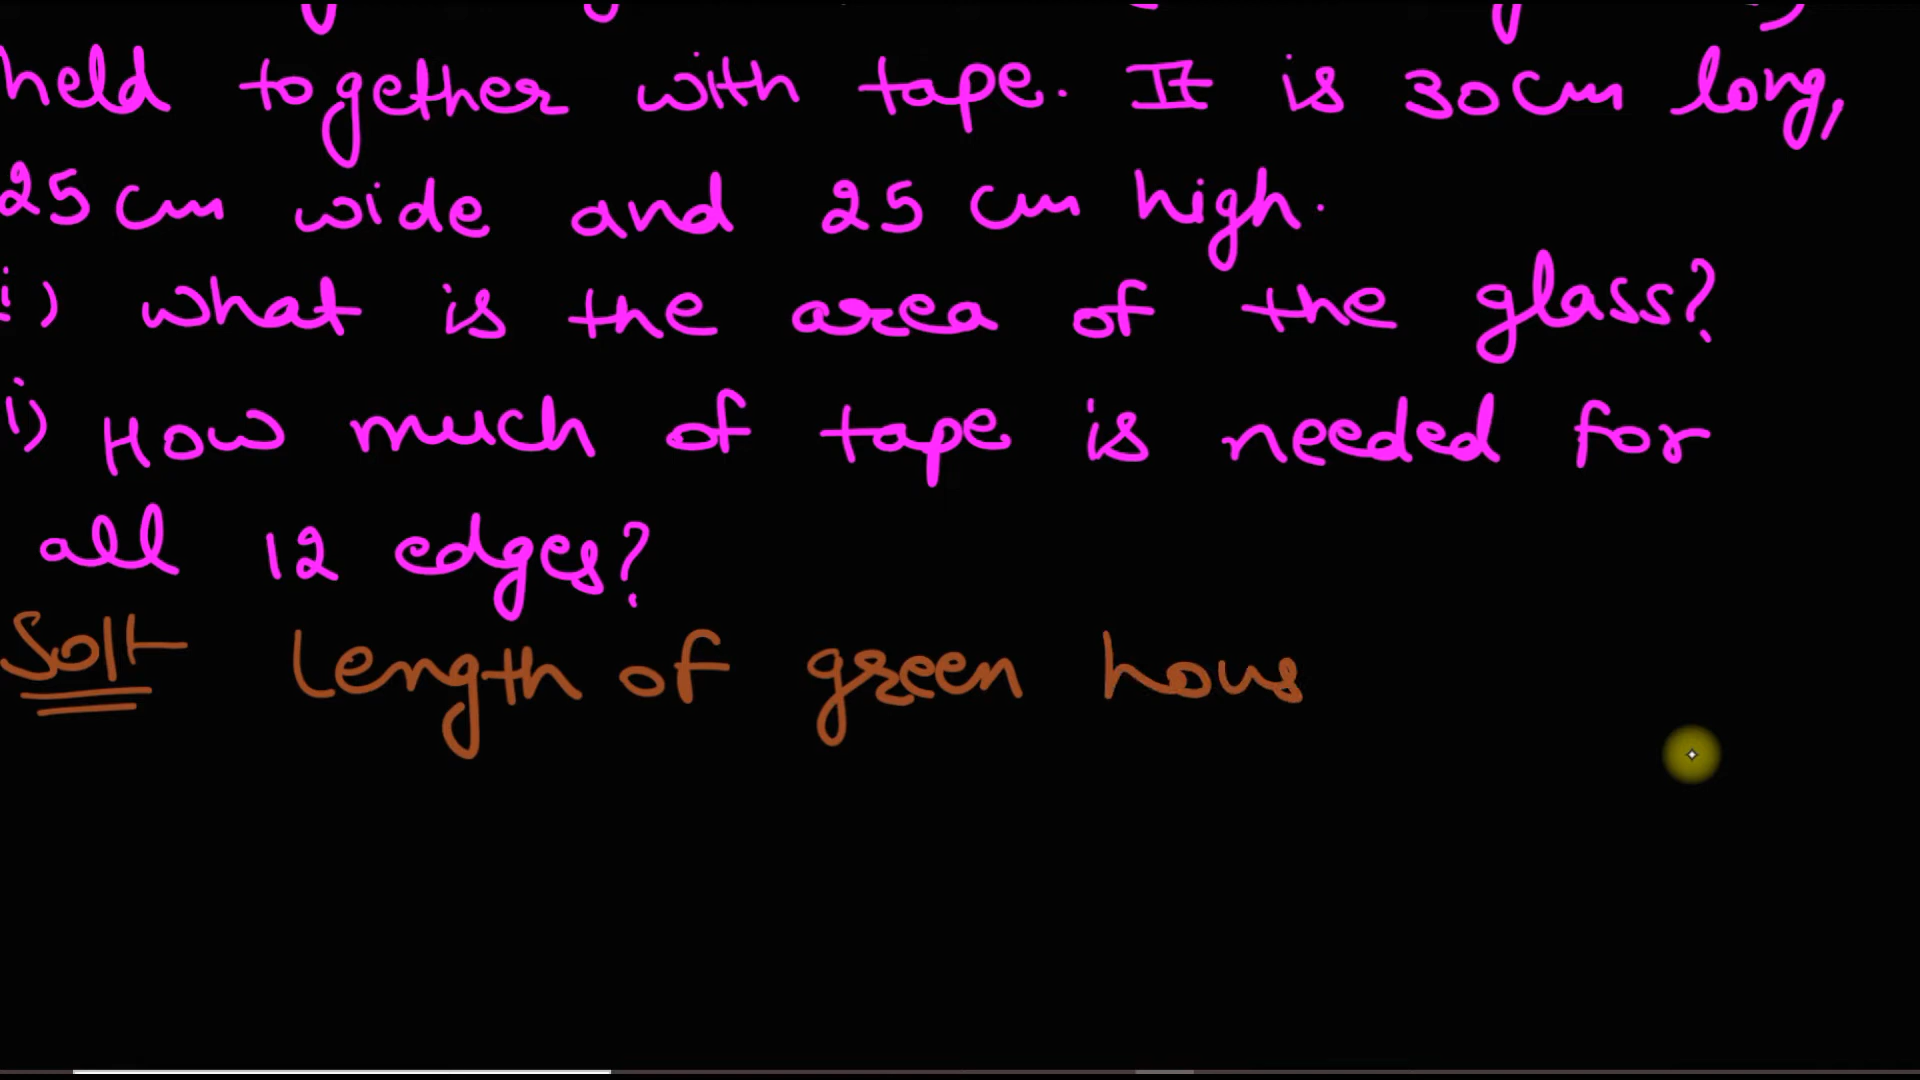 held together with tape. It is 30cm long,
25 cm wide and 25 cm high.
i) what is the area of the glass?
i) How much of tape is needed for
all 12 edges?
Solt Length of green hous